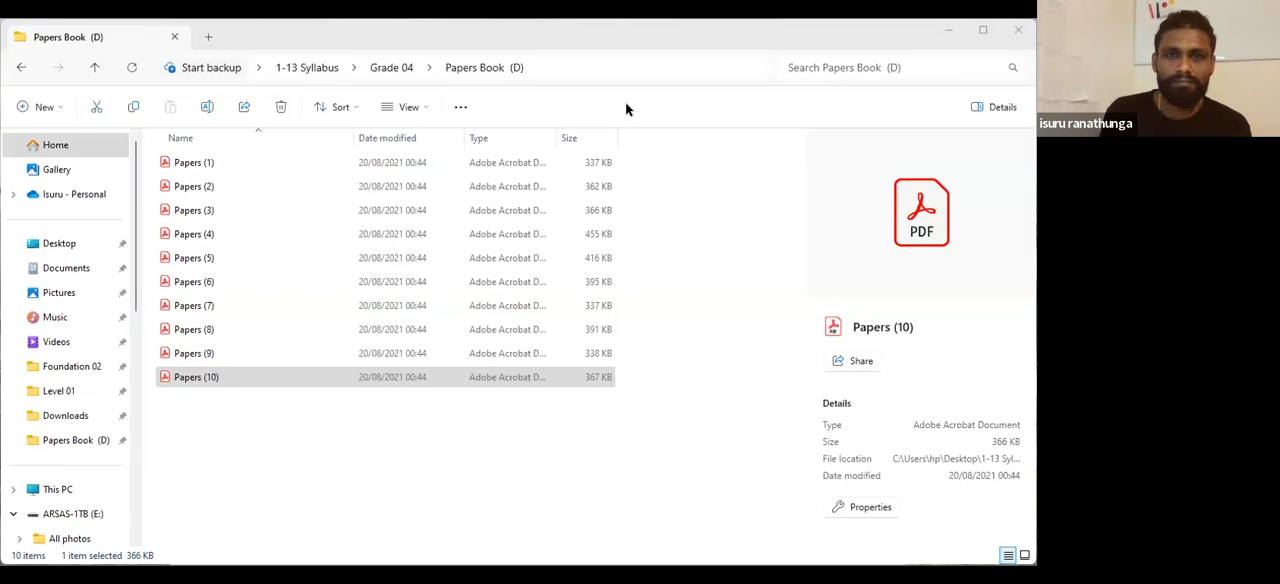 Papers Book (D)
Start backup > 1-13 Syllabus > Grade 04 > Papers Book (D)
Search Papers Book (D)
New
Sort
View
Details
Home
Gallery
Isuru - Personal
Desktop
Documents
Pictures
Music
Videos
Foundation 02
Level 01
Downloads
Papers Book (D)
This PC
ARSAS-1TB (E:)
All photos
Name Date modified Type Size
Papers (1) 20/08/2021 00:44 Adobe Acrobat D... 337 KB
Papers (2) 20/08/2021 00:44 Adobe Acrobat D... 362 KB
Papers (3) 20/08/2021 00:44 Adobe Acrobat D... 366 KB
Papers (4) 20/08/2021 00:44 Adobe Acrobat D... 455 KB
Papers (5) 20/08/2021 00:44 Adobe Acrobat D... 416 KB
Papers (6) 20/08/2021 00:44 Adobe Acrobat D... 395 KB
Papers (7) 20/08/2021 00:44 Adobe Acrobat D... 337 KB
Papers (8) 20/08/2021 00:44 Adobe Acrobat D... 391 KB
Papers (9) 20/08/2021 00:44 Adobe Acrobat D... 338 KB
Papers (10) 20/08/2021 00:44 Adobe Acrobat D... 367 KB
PDF
Papers (10)
Share
Details
Type Adobe Acrobat Document
Size 366 KB
File location C:\Users\hp\Desktop\1-13 Syl...
Date modified 20/08/2021 00:44
Properties
10 items 1 item selected 366 KB
isuru ranathunga